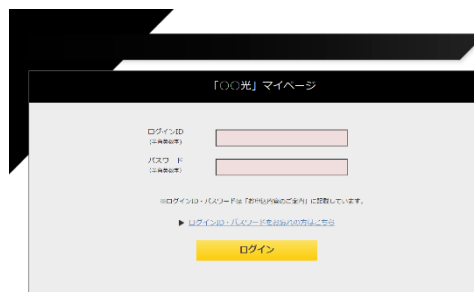 「〇〇光」マイページ
ログインID
(半角英数字)
パスワード
(半角英数字)
※ログインID・パスワードは「お申込内容のご案内」に記載しています。
▶ ログインID・パスワードをお忘れの方はこちら
ログイン